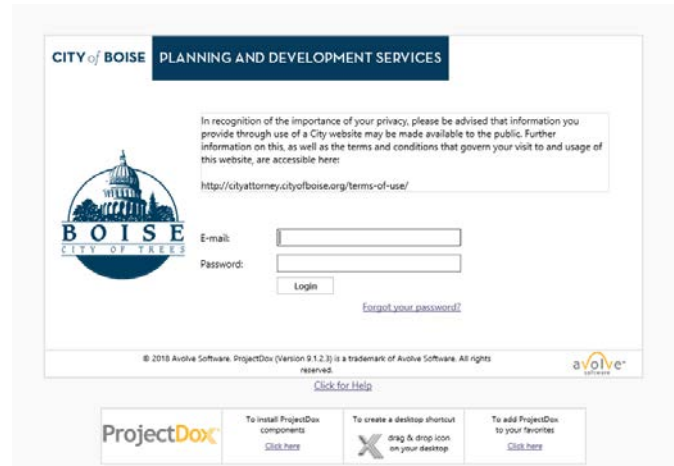 CITY of BOISE PLANNING AND DEVELOPMENT SERVICES
In recognition of the importance of your privacy, please be advised that information you
provide through use of a City website may be made available to the public. Further
information on this, as well as the terms and conditions that govern your visit to and usage of
this website, are accessible here:
http://cityattorney.cityofboise.org/terms-of-use/
BOISE
CITY OF TREES
E-mail:
Password:
Login
Forgot your password?
© 2018 Avolve Software. ProjectDox (Version 9.1.2.3) is a trademark of Avolve Software. All rights
reserved.
avolve
software
Click for Help
ProjectDox
To install ProjectDox
components
Click here
To create a desktop shortcut
drag & drop icon
on your desktop
To add ProjectDox
to your favorites
Click here